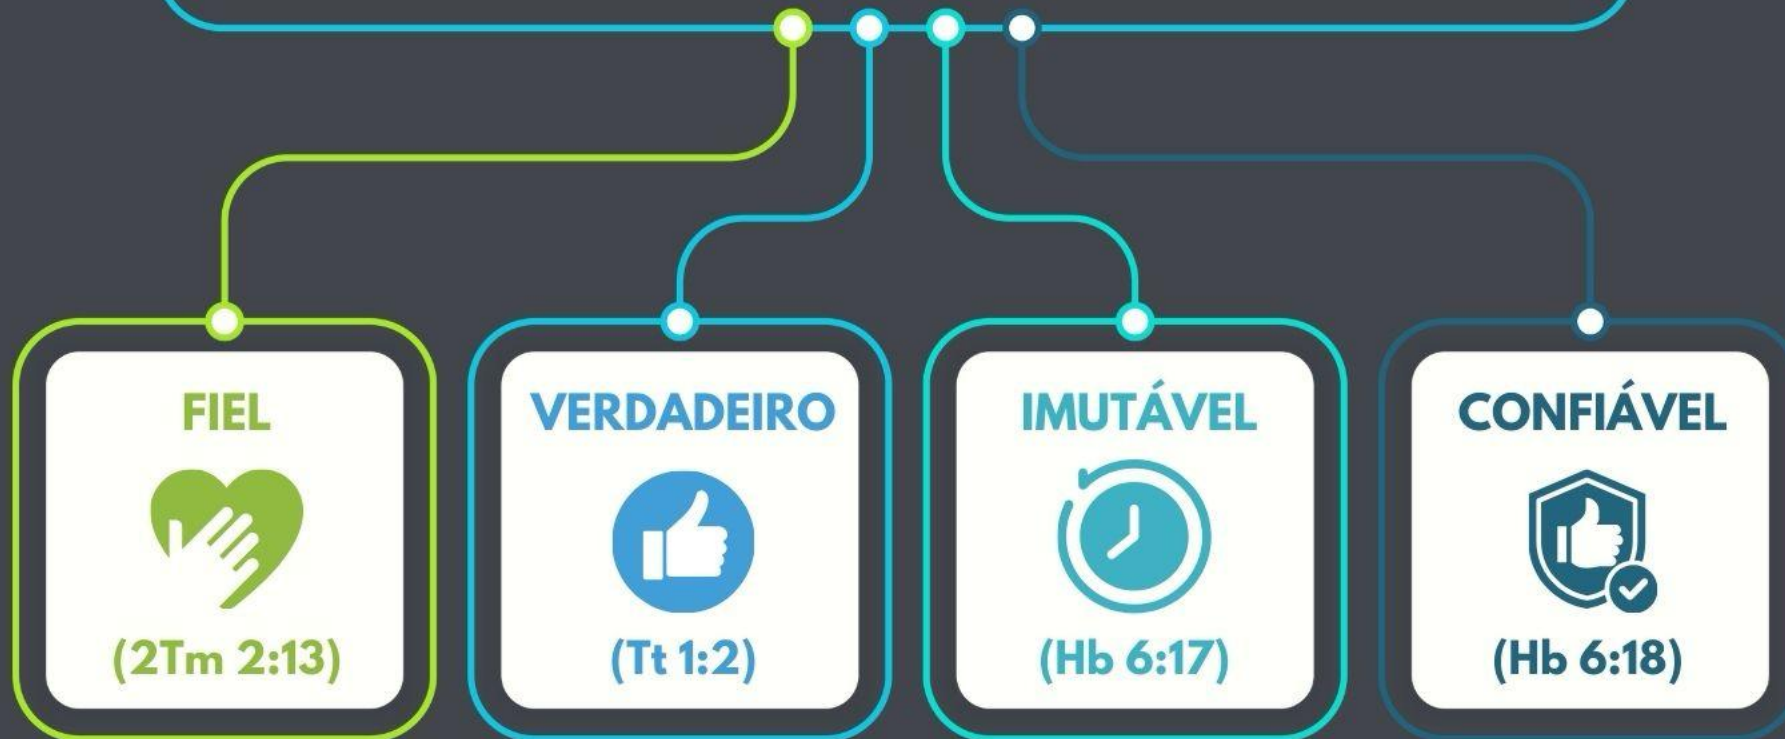 FIEL
(2Tm 2:13)
VERDADEIRO
(Tt 1:2)
IMUTÁVEL
(Hb 6:17)
CONFIÁVEL
(Hb 6:18)